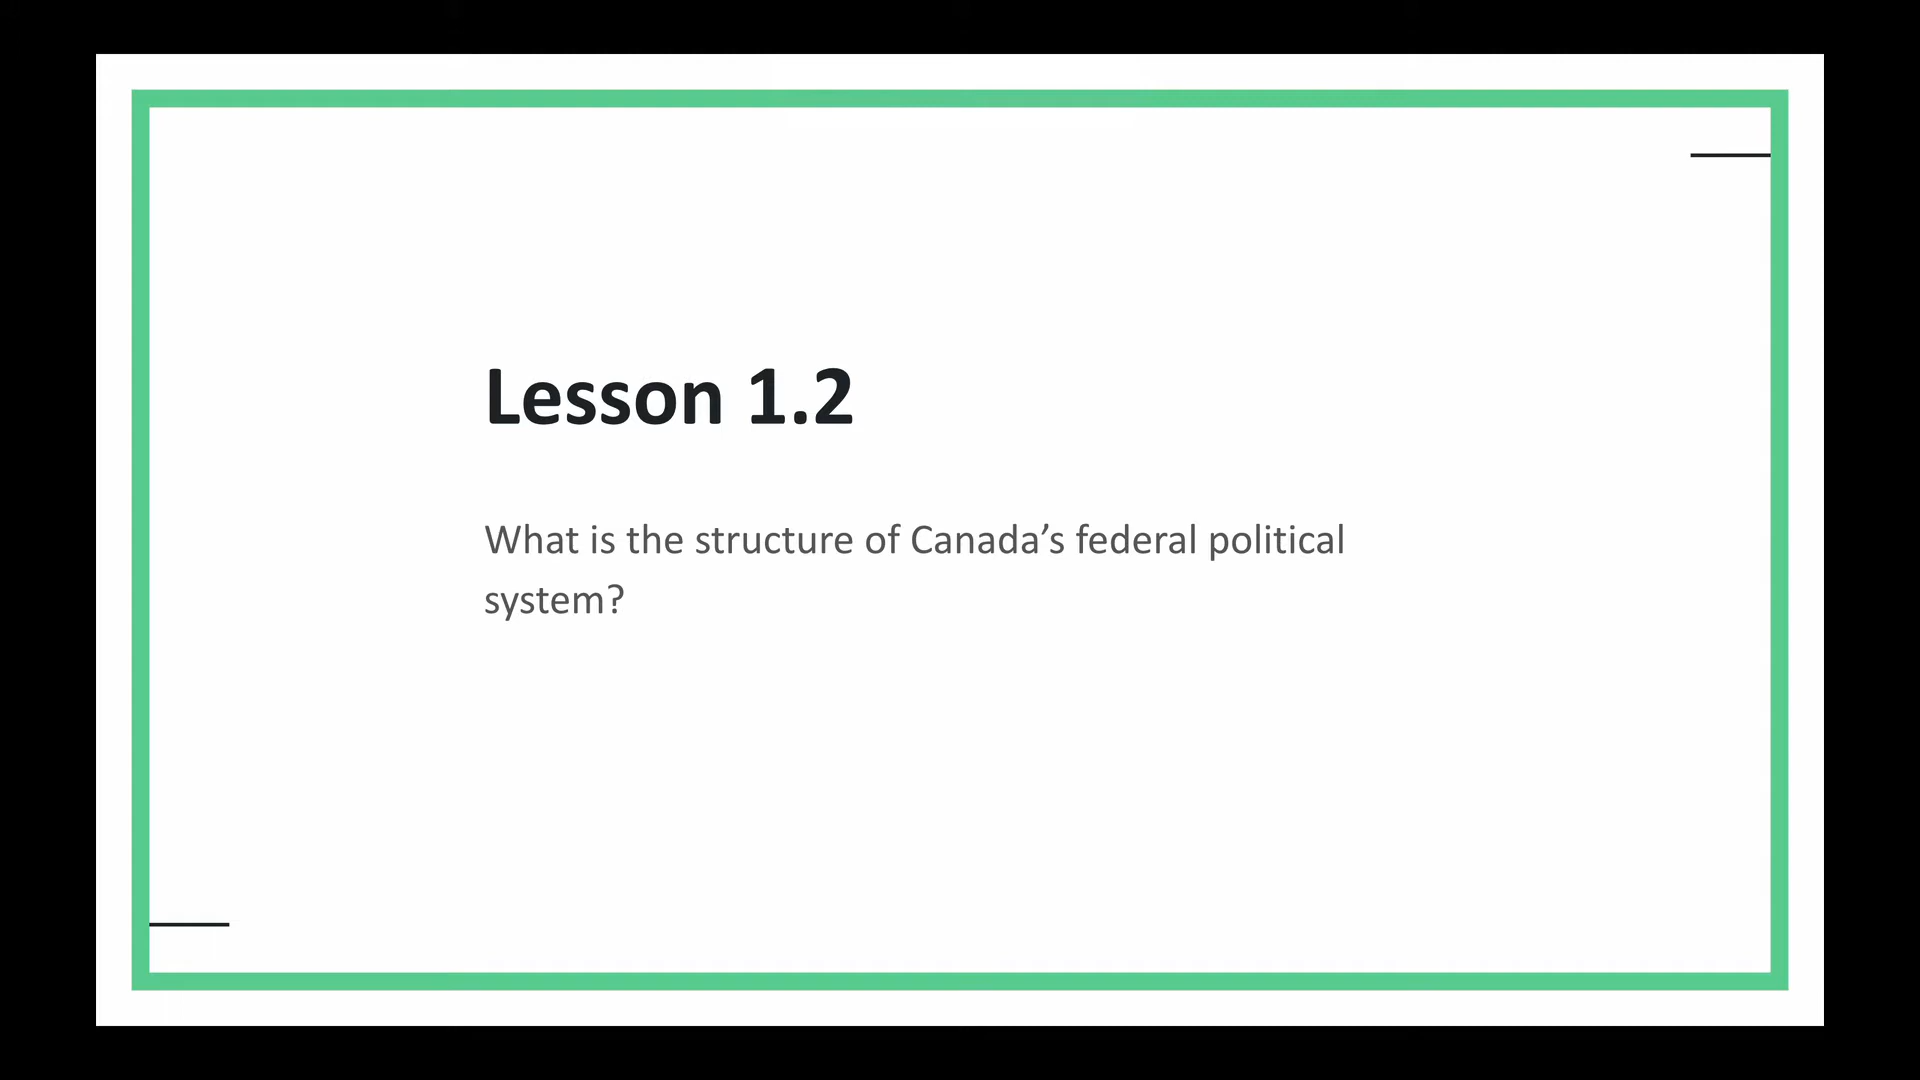 Lesson 1.2
What is the structure of Canada’s federal political
system?